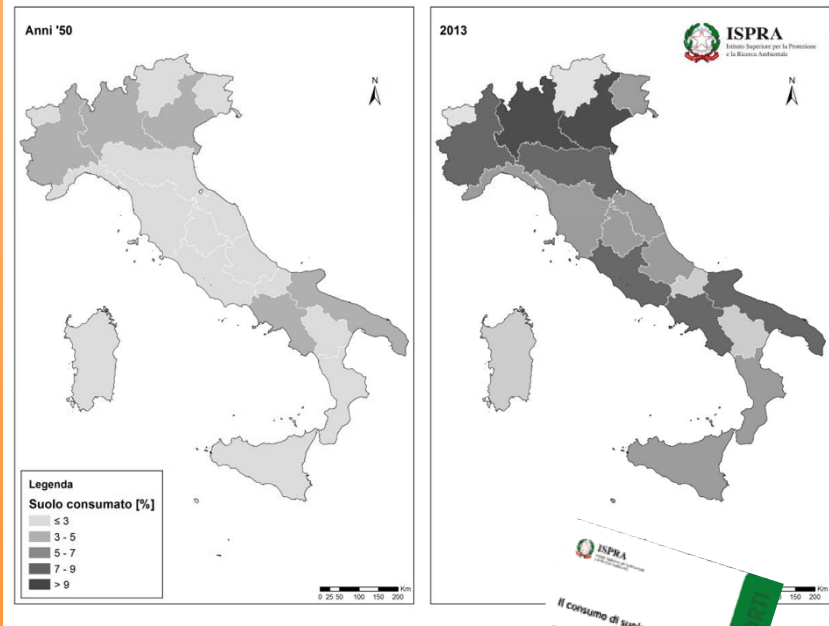 Anni '50
N
Legenda
Suolo consumato [%]
≤ 3
3 - 5
5 - 7
7 - 9
> 9
Km
0 25 50 100 150 200
2013
ISPRA
Istituto Superiore per la Protezione
e la Ricerca Ambientale
N
Km
150 200
ISPRA
Il consumo di